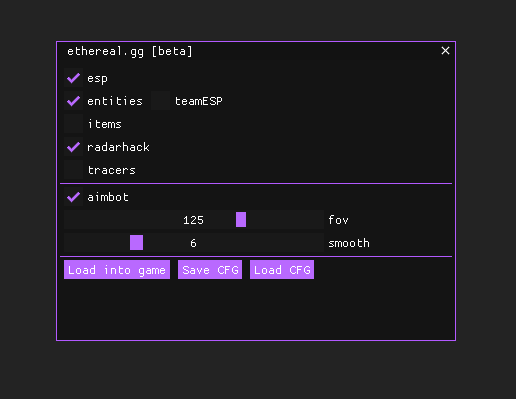 ethereal.gg [beta]
esp
entities teamESP
items
radarhack
tracers
aimbot
125 fov
6 smooth
Load into game Save CFG Load CFG